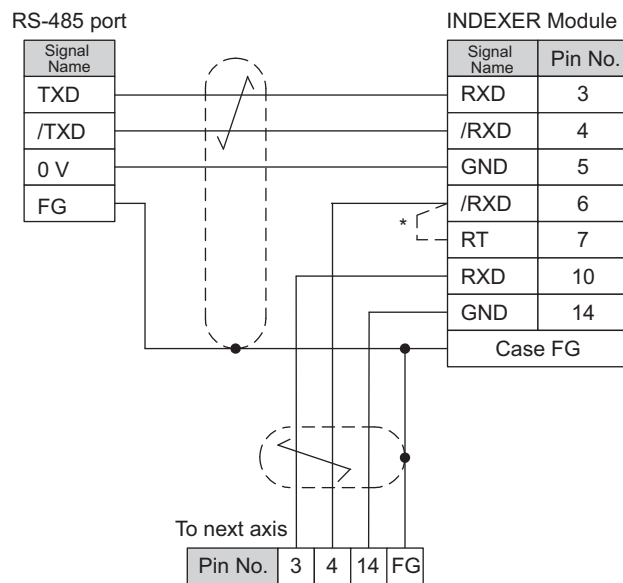 RS-485 port
Signal Name
TXD
/TXD
0 V
FG
INDEXER Module
Signal Name Pin No.
RXD 3
/RXD 4
GND 5
/RXD 6
* RT 7
RXD 10
GND 14
Case FG
To next axis
Pin No. 3 4 14 FG